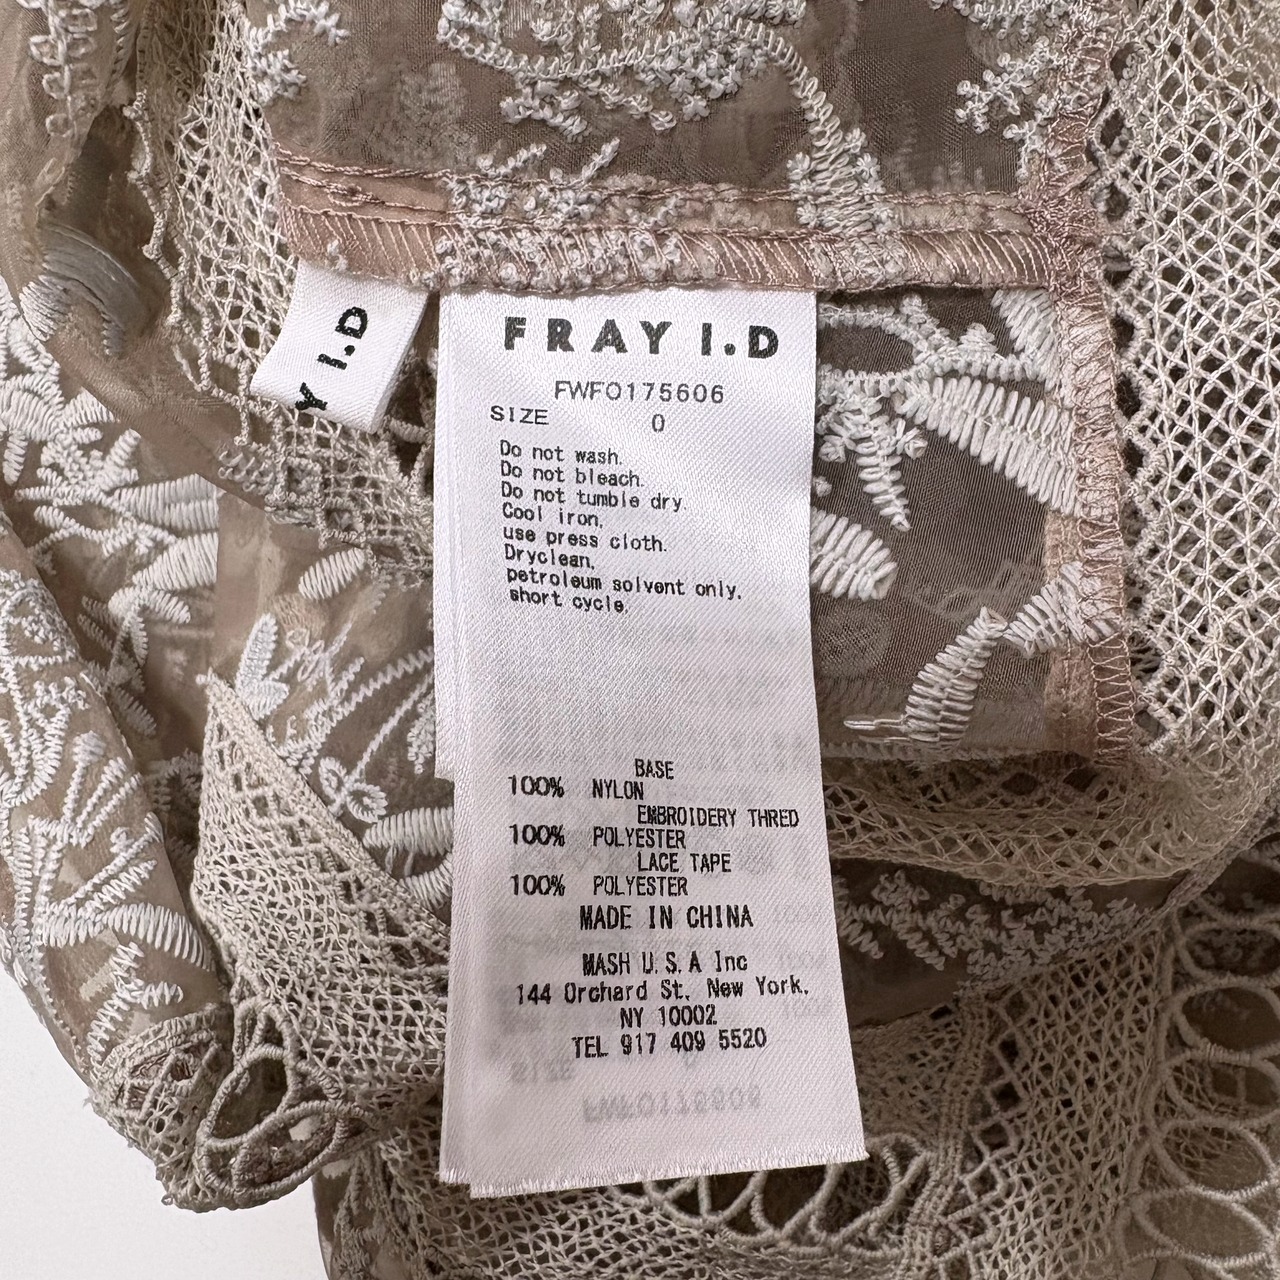 Y I.D
FRAY I.D
FWFO175606
SIZE 0
Do not wash.
Do not bleach.
Do not tumble dry.
Cool iron,
use press cloth.
Dryclean,
petroleum solvent only,
short cycle,
BASE
100% NYLON
EMBROIDERY THRED
100% POLYESTER
LACE TAPE
100% POLYESTER
MADE IN CHINA
MASH U.S.A Inc
144 Orchard St, New York,
NY 10002
TEL 917 409 5520